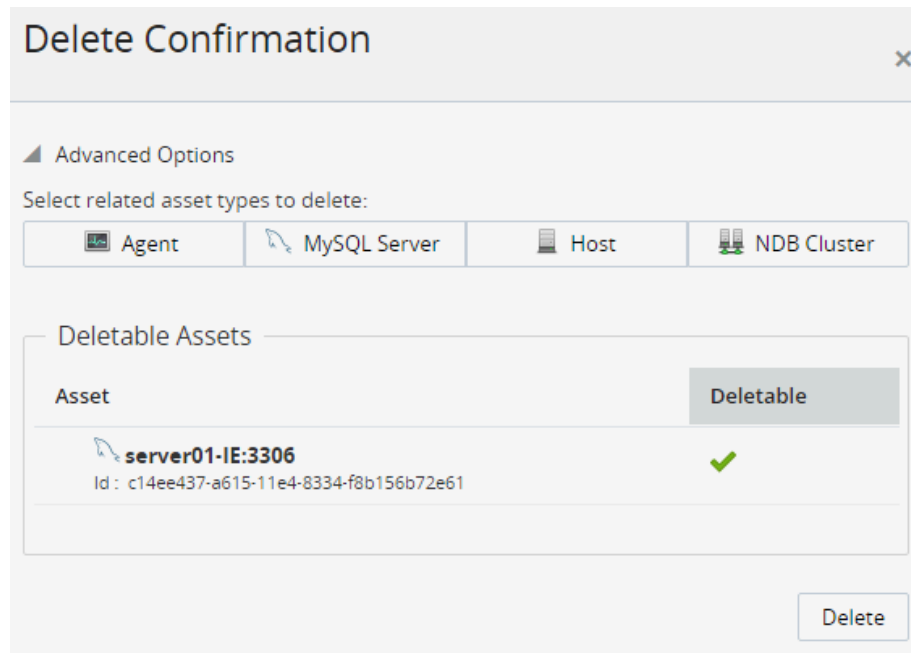 Delete Confirmation
×
Advanced Options
Select related asset types to delete:
Agent MySQL Server Host NDB Cluster
Deletable Assets
Asset Deletable
server01-IE:3306
Id : c14ee437-a615-11e4-8334-f8b156b72e61
Delete